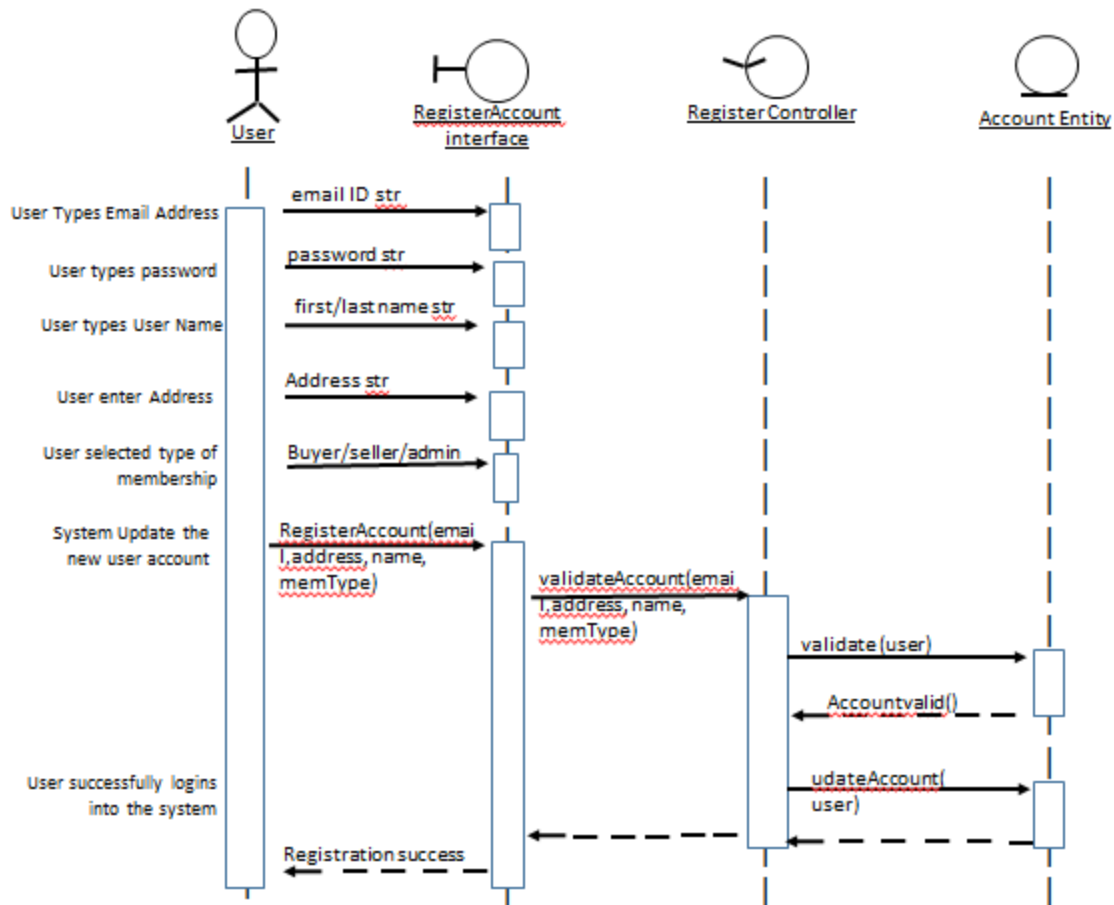 User
RegisterAccount
interface
Register Controller
Account Entity
User Types Email Address
email ID str
User types password
password str
User types User Name
first/last name str
User enter Address
Address str
User selected type of
membership
Buyer/seller/admin
System Update the
new user account
RegisterAccount(emai
l,address, name,
memType)
validateAccount(emai
l,address, name,
memType)
validate (user)
Accountvalid()
User successfully logins
into the system
udateAccount(
user)
Registration success